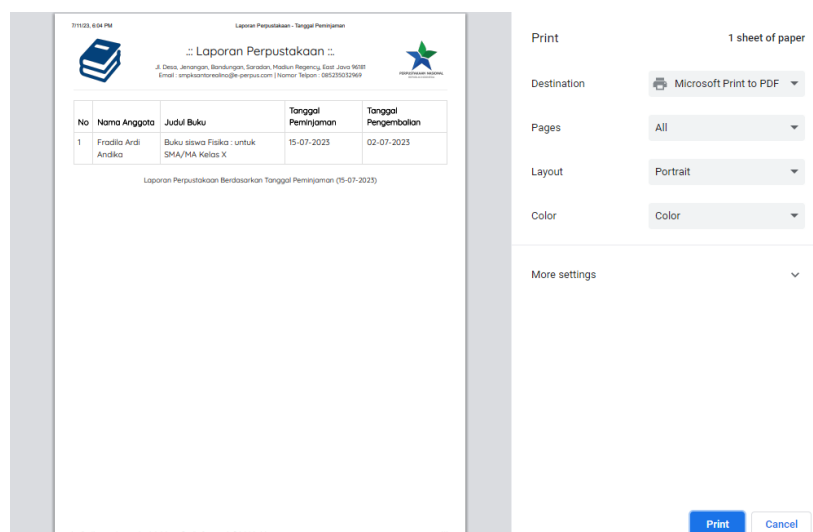 7/11/23, 6:04 PM Laporan Perpustakaan - Tanggal Peminjaman
.:: Laporan Perpustakaan ::.
Jl. Desa, Jenangan, Bandungan, Saradan, Madiun Regency, East Java 96181
Email : smpksantorealino@e-perpus.com | Nomor Telpon : 085235032969
PERPUSTAKAAN NASIONAL
No Nama Anggota Judul Buku Tanggal Peminjaman Tanggal Pengembalian
1 Fradila Ardi Andika Buku siswa Fisika : untuk SMA/MA Kelas X 15-07-2023 02-07-2023
Laporan Perpustakaan Berdasarkan Tanggal Peminjaman (15-07-2023)
Print 1 sheet of paper
Destination Microsoft Print to PDF
Pages All
Layout Portrait
Color Color
More settings
Print Cancel